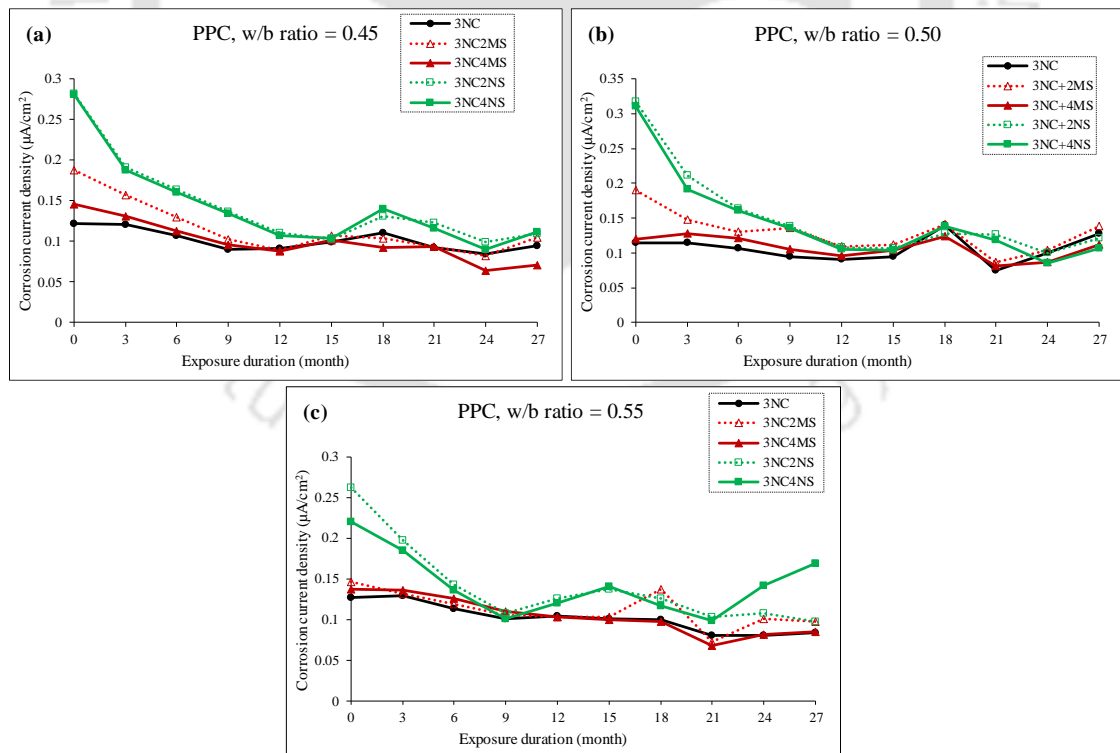 (a)
PPC, w/b ratio = 0.45
3NC
3NC2MS
3NC4MS
3NC2NS
3NC4NS
Corrosion current density (µA/cm²)
0.3
0.25
0.2
0.15
0.1
0.05
0
0 3 6 9 12 15 18 21 24 27
Exposure duration (month)
(b)
PPC, w/b ratio = 0.50
3NC
3NC+2MS
3NC+4MS
3NC+2NS
3NC+4NS
Corrosion current density (µA/cm²)
0.35
0.3
0.25
0.2
0.15
0.1
0.05
0
0 3 6 9 12 15 18 21 24 27
Exposure duration (month)
(c)
PPC, w/b ratio = 0.55
3NC
3NC2MS
3NC4MS
3NC2NS
3NC4NS
Corrosion current density (µA/cm²)
0.3
0.25
0.2
0.15
0.1
0.05
0
0 3 6 9 12 15 18 21 24 27
Exposure duration (month)